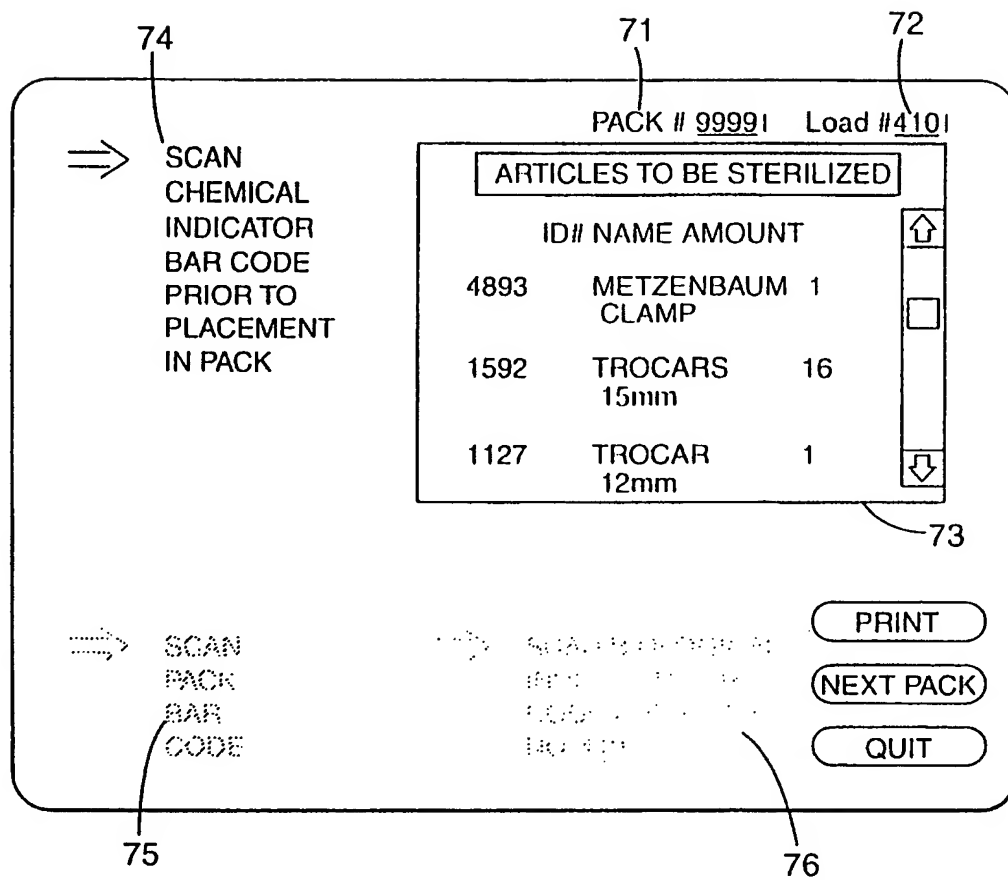 74
71
72
PACK # 9999 Load #410
SCAN
CHEMICAL
INDICATOR
BAR CODE
PRIOR TO
PLACEMENT
IN PACK
ARTICLES TO BE STERILIZED
ID# NAME AMOUNT
4893 METZENBAUM 1
CLAMP
1592 TROCARS 16
15mm
1127 TROCAR 1
12mm
73
SCAN
PACK
BAR
CODE
PRINT
NEXT PACK
QUIT
75
76